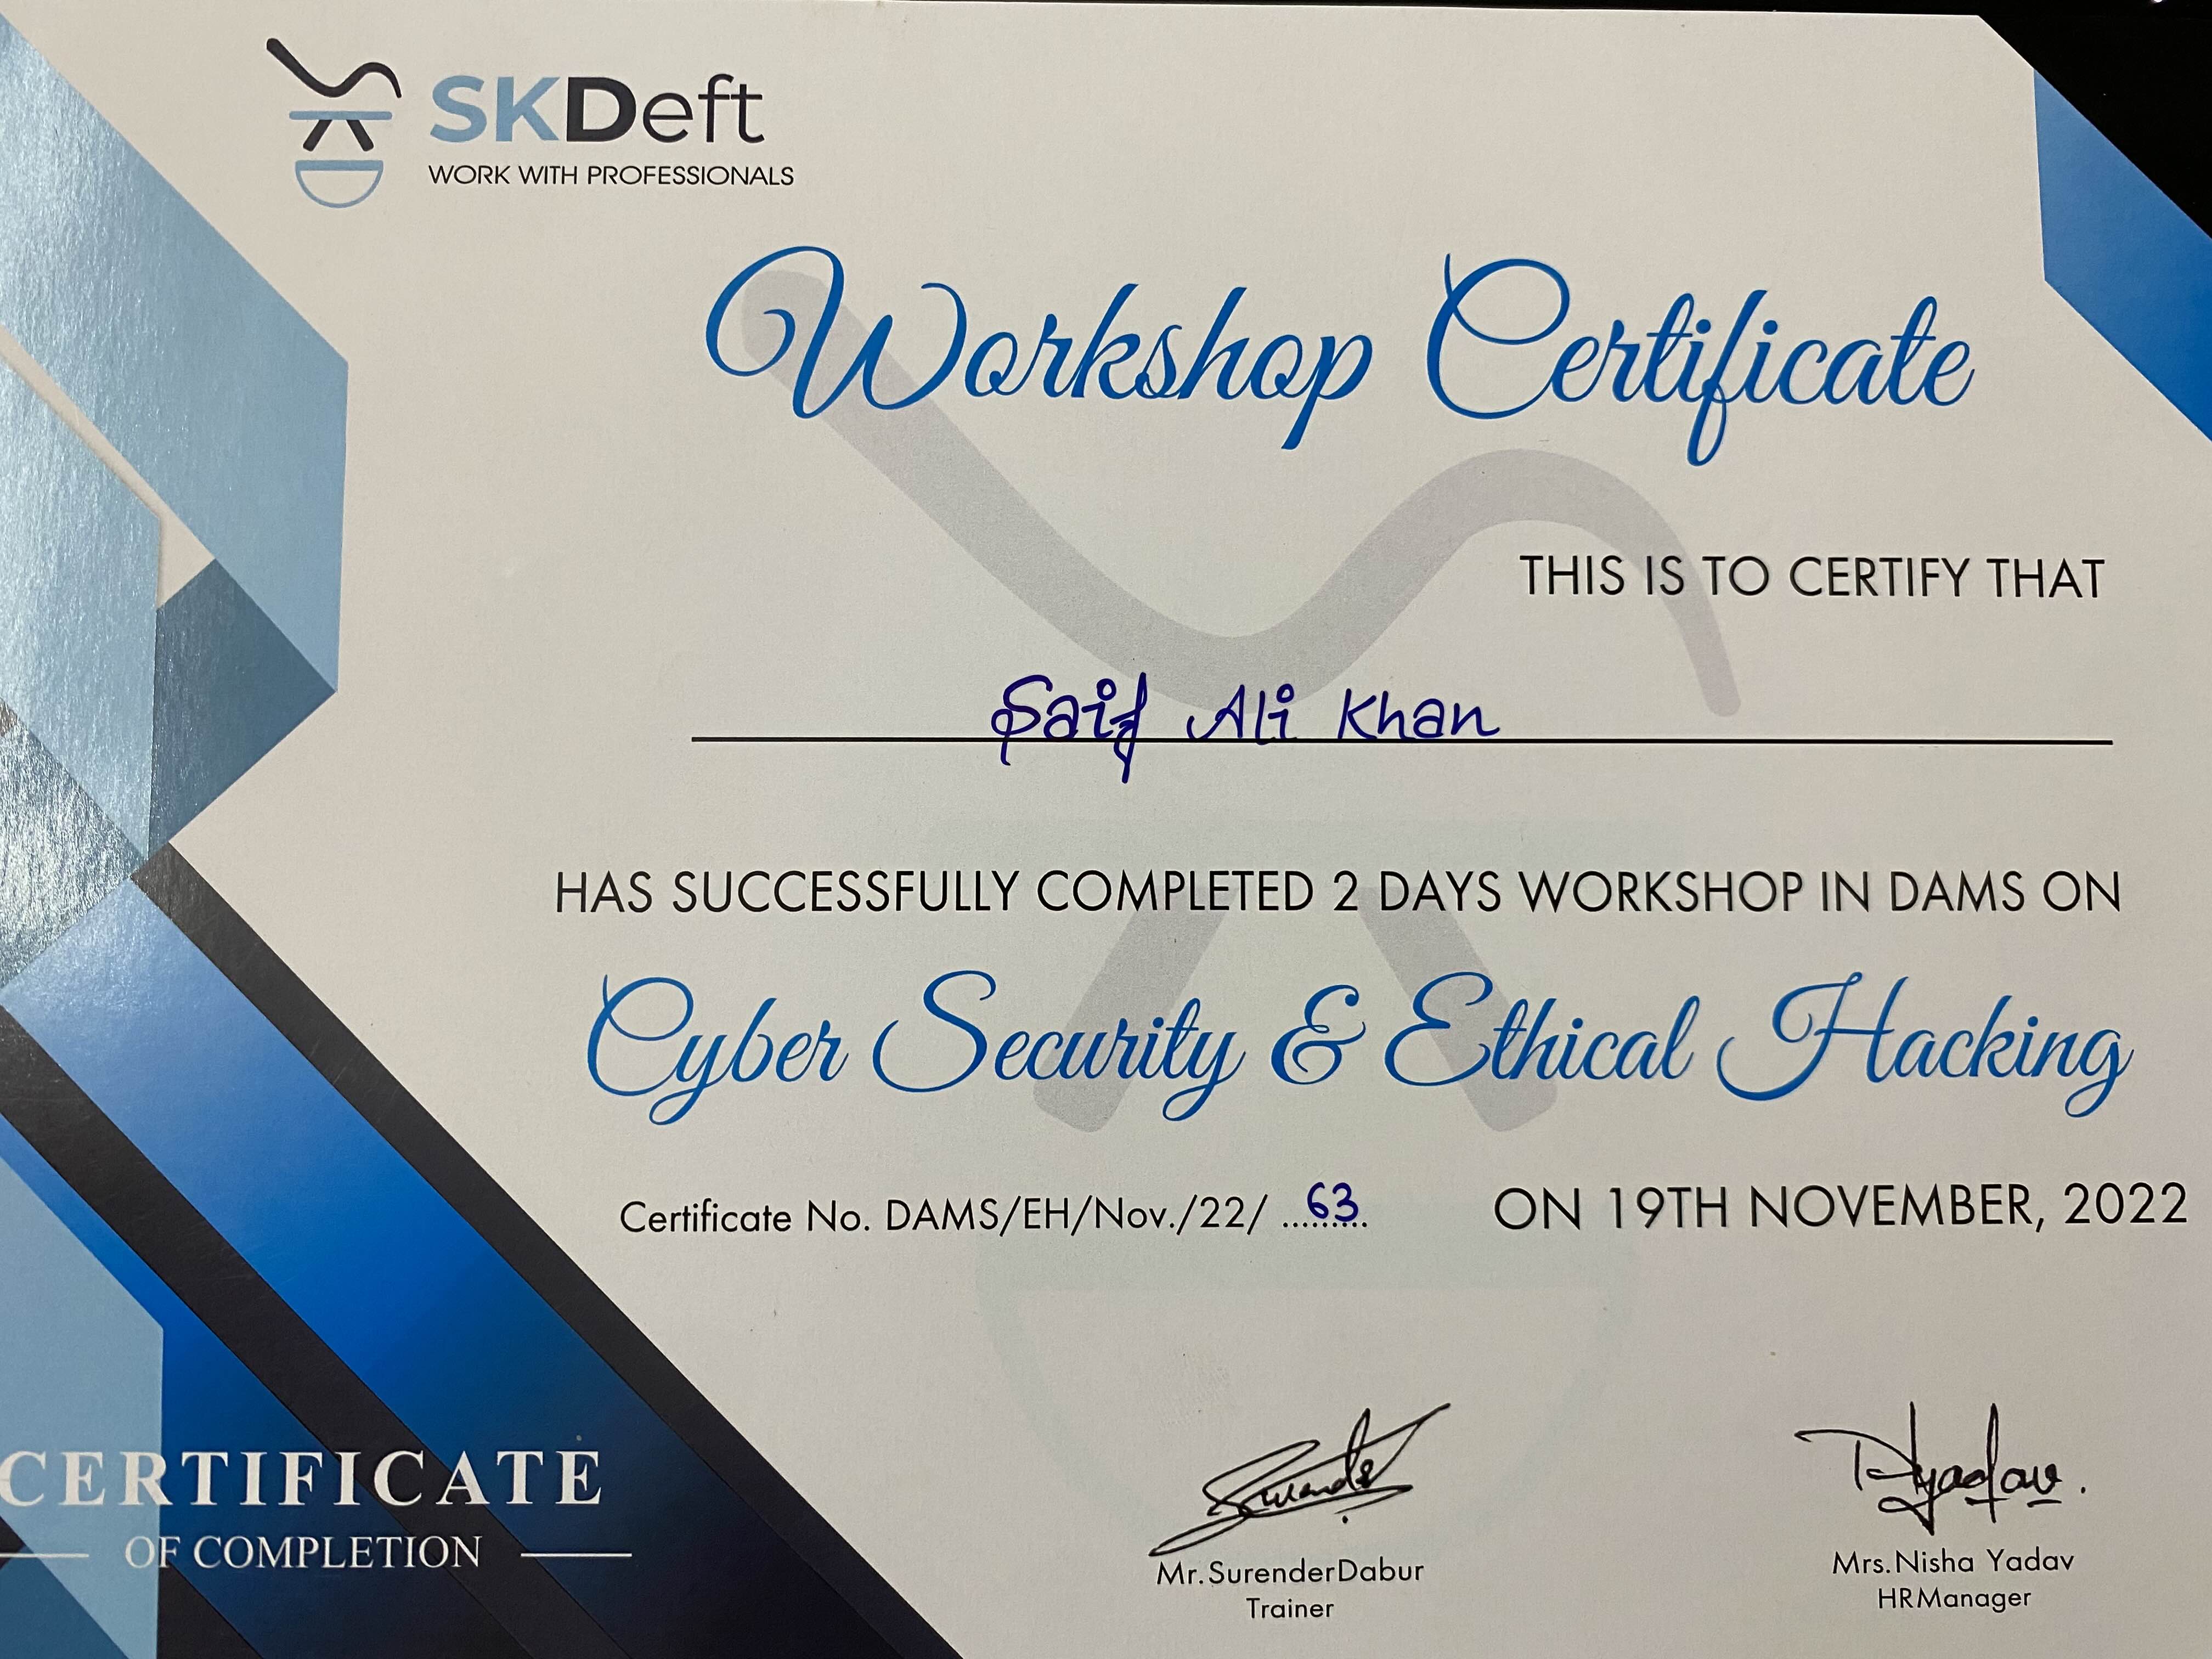 SKDeft
WORK WITH PROFESSIONALS
Workshop Certificate
THIS IS TO CERTIFY THAT
Saif Ali Khan
HAS SUCCESSFULLY COMPLETED 2 DAYS WORKSHOP IN DAMS ON
Cyber Security & Ethical Hacking
Certificate No. DAMS/EH/Nov./22/ ...63... ON 19TH NOVEMBER, 2022
CERTIFICATE
OF COMPLETION
Surender
Mr.SurenderDabur
Trainer
Mrs.Nisha Yadav
HRManager